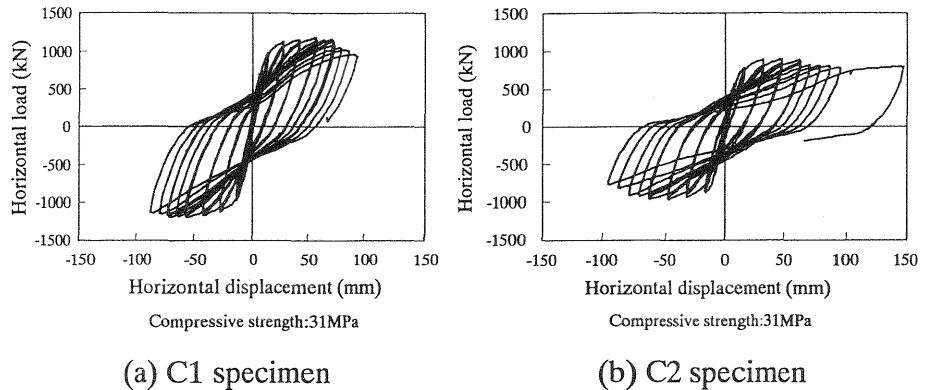 1500
1000
500
0
-500
-1000
-1500
Horizontal load (kN)
-150 -100 -50 0 50 100 150
Horizontal displacement (mm)
Compressive strength:31MPa
(a) C1 specimen
1500
1000
500
0
-500
-1000
-1500
Horizontal load (kN)
-150 -100 -50 0 50 100 150
Horizontal displacement (mm)
Compressive strength:31MPa
(b) C2 specimen